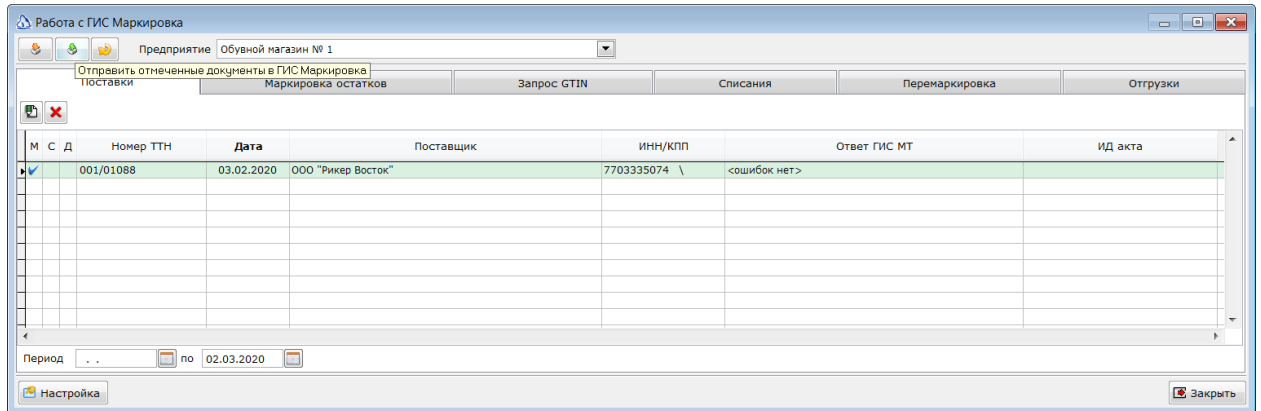 Работа с ГИС Маркировка
Предприятие Обувной магазин № 1
Отправить отмеченные документы в ГИС Маркировка
Поставки Маркировка остатков Запрос GTIN Списания Перемаркировка Отгрузки
М С Д Номер ТТН Дата Поставщик ИНН/КПП Ответ ГИС МТ ИД акта
001/01088 03.02.2020 ООО "Рикер Восток" 7703335074 \ <ошибок нет>
Период . . по 02.03.2020
Настройка Закрыть